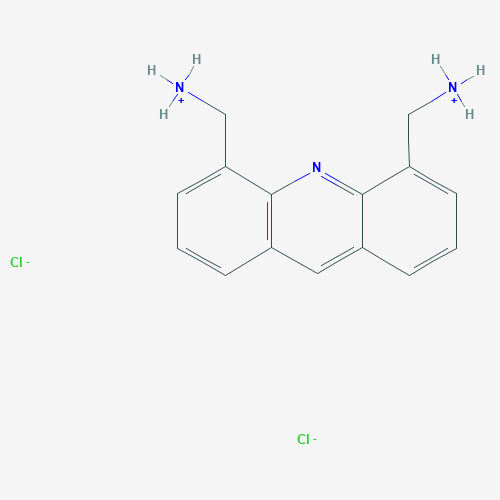 H H H H
H N+ N+ H
N
Cl-
Cl-